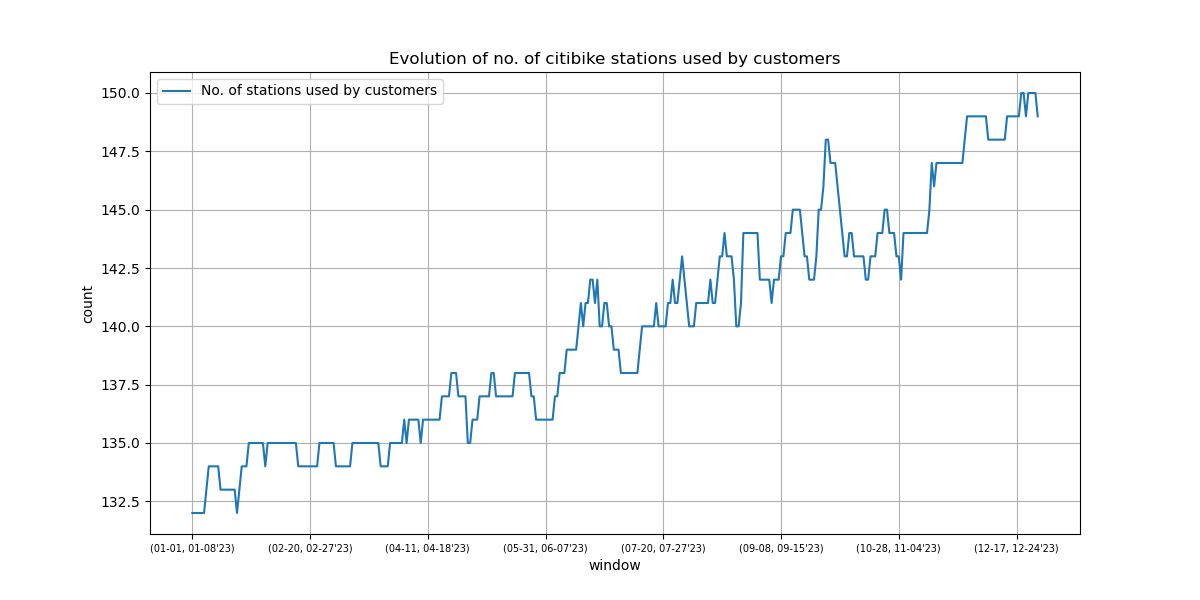 Evolution of no. of citibike stations used by customers
No. of stations used by customers
150.0
147.5
145.0
142.5
140.0
137.5
135.0
132.5
count
(01-01, 01-08'23) (02-20, 02-27'23) (04-11, 04-18'23) (05-31, 06-07'23) (07-20, 07-27'23) (09-08, 09-15'23) (10-28, 11-04'23) (12-17, 12-24'23)
window